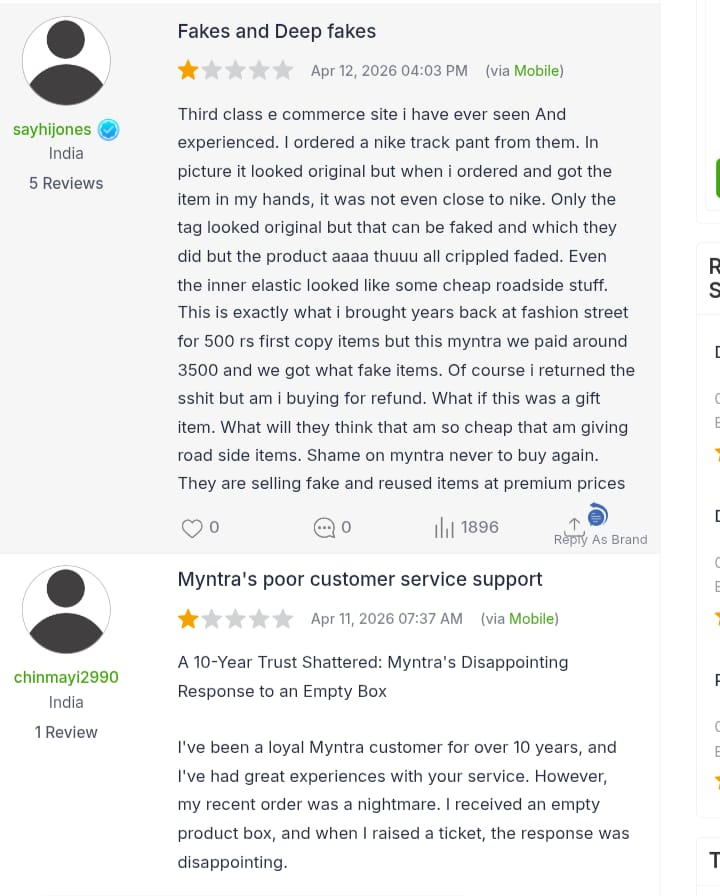 Fakes and Deep fakes
Apr 12, 2026 04:03 PM (via Mobile)
sayhijones
India
5 Reviews
Third class e commerce site i have ever seen And
experienced. I ordered a nike track pant from them. In
picture it looked original but when i ordered and got the
item in my hands, it was not even close to nike. Only the
tag looked original but that can be faked and which they
did but the product aaaa thuuu all crippled faded. Even
the inner elastic looked like some cheap roadside stuff.
This is exactly what i brought years back at fashion street
for 500 rs first copy items but this myntra we paid around
3500 and we got what fake items. Of course i returned the
sshit but am i buying for refund. What if this was a gift
item. What will they think that am so cheap that am giving
road side items. Shame on myntra never to buy again.
They are selling fake and reused items at premium prices
0 0 1896
Reply As Brand
Myntra's poor customer service support
Apr 11, 2026 07:37 AM (via Mobile)
chinmayi2990
India
1 Review
A 10-Year Trust Shattered: Myntra's Disappointing
Response to an Empty Box
I've been a loyal Myntra customer for over 10 years, and
I've had great experiences with your service. However,
my recent order was a nightmare. I received an empty
product box, and when I raised a ticket, the response was
disappointing.